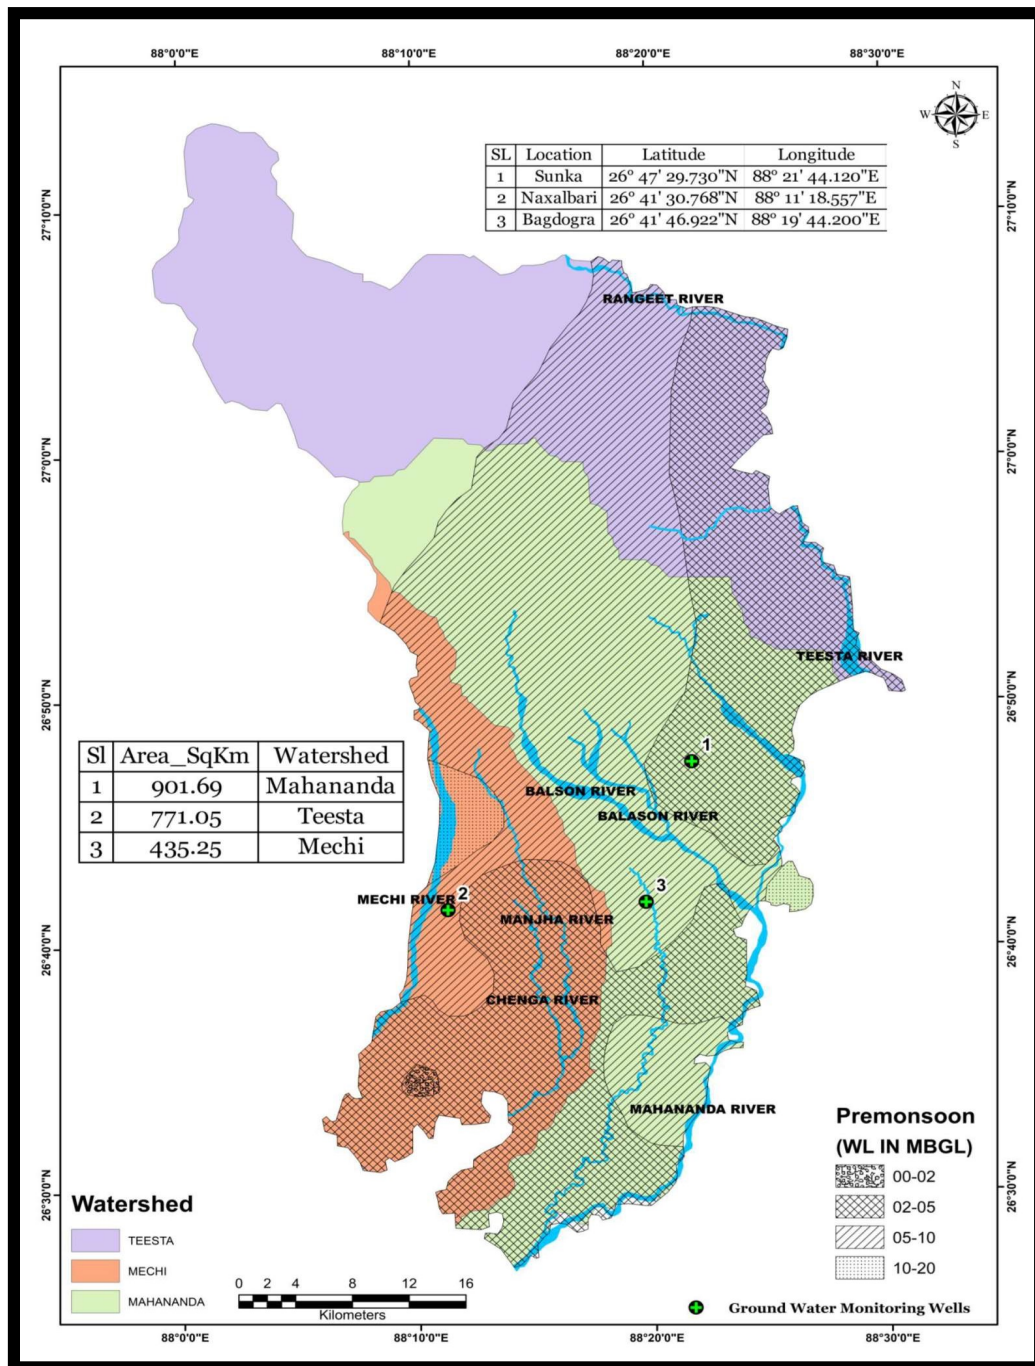 88°0'0"E 88°10'0"E 88°20'0"E 88°30'0"E
N
W E
S
SL Location Latitude Longitude
1 Sunka 26° 47' 29.730"N 88° 21' 44.120"E
2 Naxalbari 26° 41' 30.768"N 88° 11' 18.557"E
3 Bagdogra 26° 41' 46.922"N 88° 19' 44.200"E
27°10'0"N 27°10'0"N
RANGEET RIVER
27°0'0"N 27°0'0"N
TEESTA RIVER
26°50'0"N 26°50'0"N
1
Sl Area_SqKm Watershed
1 901.69 Mahananda
2 771.05 Teesta
3 435.25 Mechi
BALSON RIVER
BALASON RIVER
MECHI RIVER 2
3
MANJHA RIVER
26°40'0"N 26°40'0"N
CHENGA RIVER
MAHANANDA RIVER
26°30'0"N 26°30'0"N
Premonsoon
(WL IN MBGL)
00-02
02-05
05-10
10-20
Ground Water Monitoring Wells
Watershed
TEESTA
MECHI
MAHANANDA
0 2 4 8 12 16
Kilometers
88°0'0"E 88°10'0"E 88°20'0"E 88°30'0"E